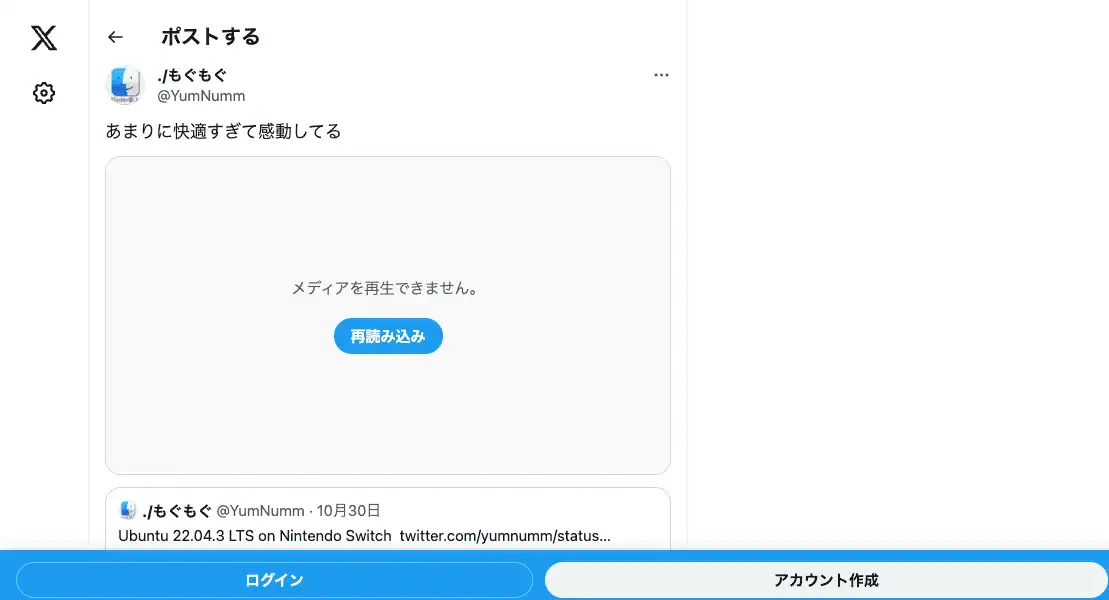 ポストする
./もぐもぐ
@YumNumm
あまりに快適すぎて感動してる
メディアを再生できません。
再読み込み
./もぐもぐ @YumNumm · 10月30日
Ubuntu 22.04.3 LTS on Nintendo Switch twitter.com/yumnumm/status...
ログイン
アカウント作成